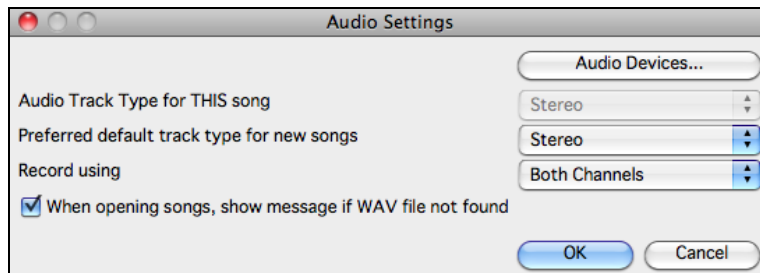 Audio Settings
Audio Devices...
Audio Track Type for THIS song
Stereo
Preferred default track type for new songs
Stereo
Record using
Both Channels
When opening songs, show message if WAV file not found
OK
Cancel